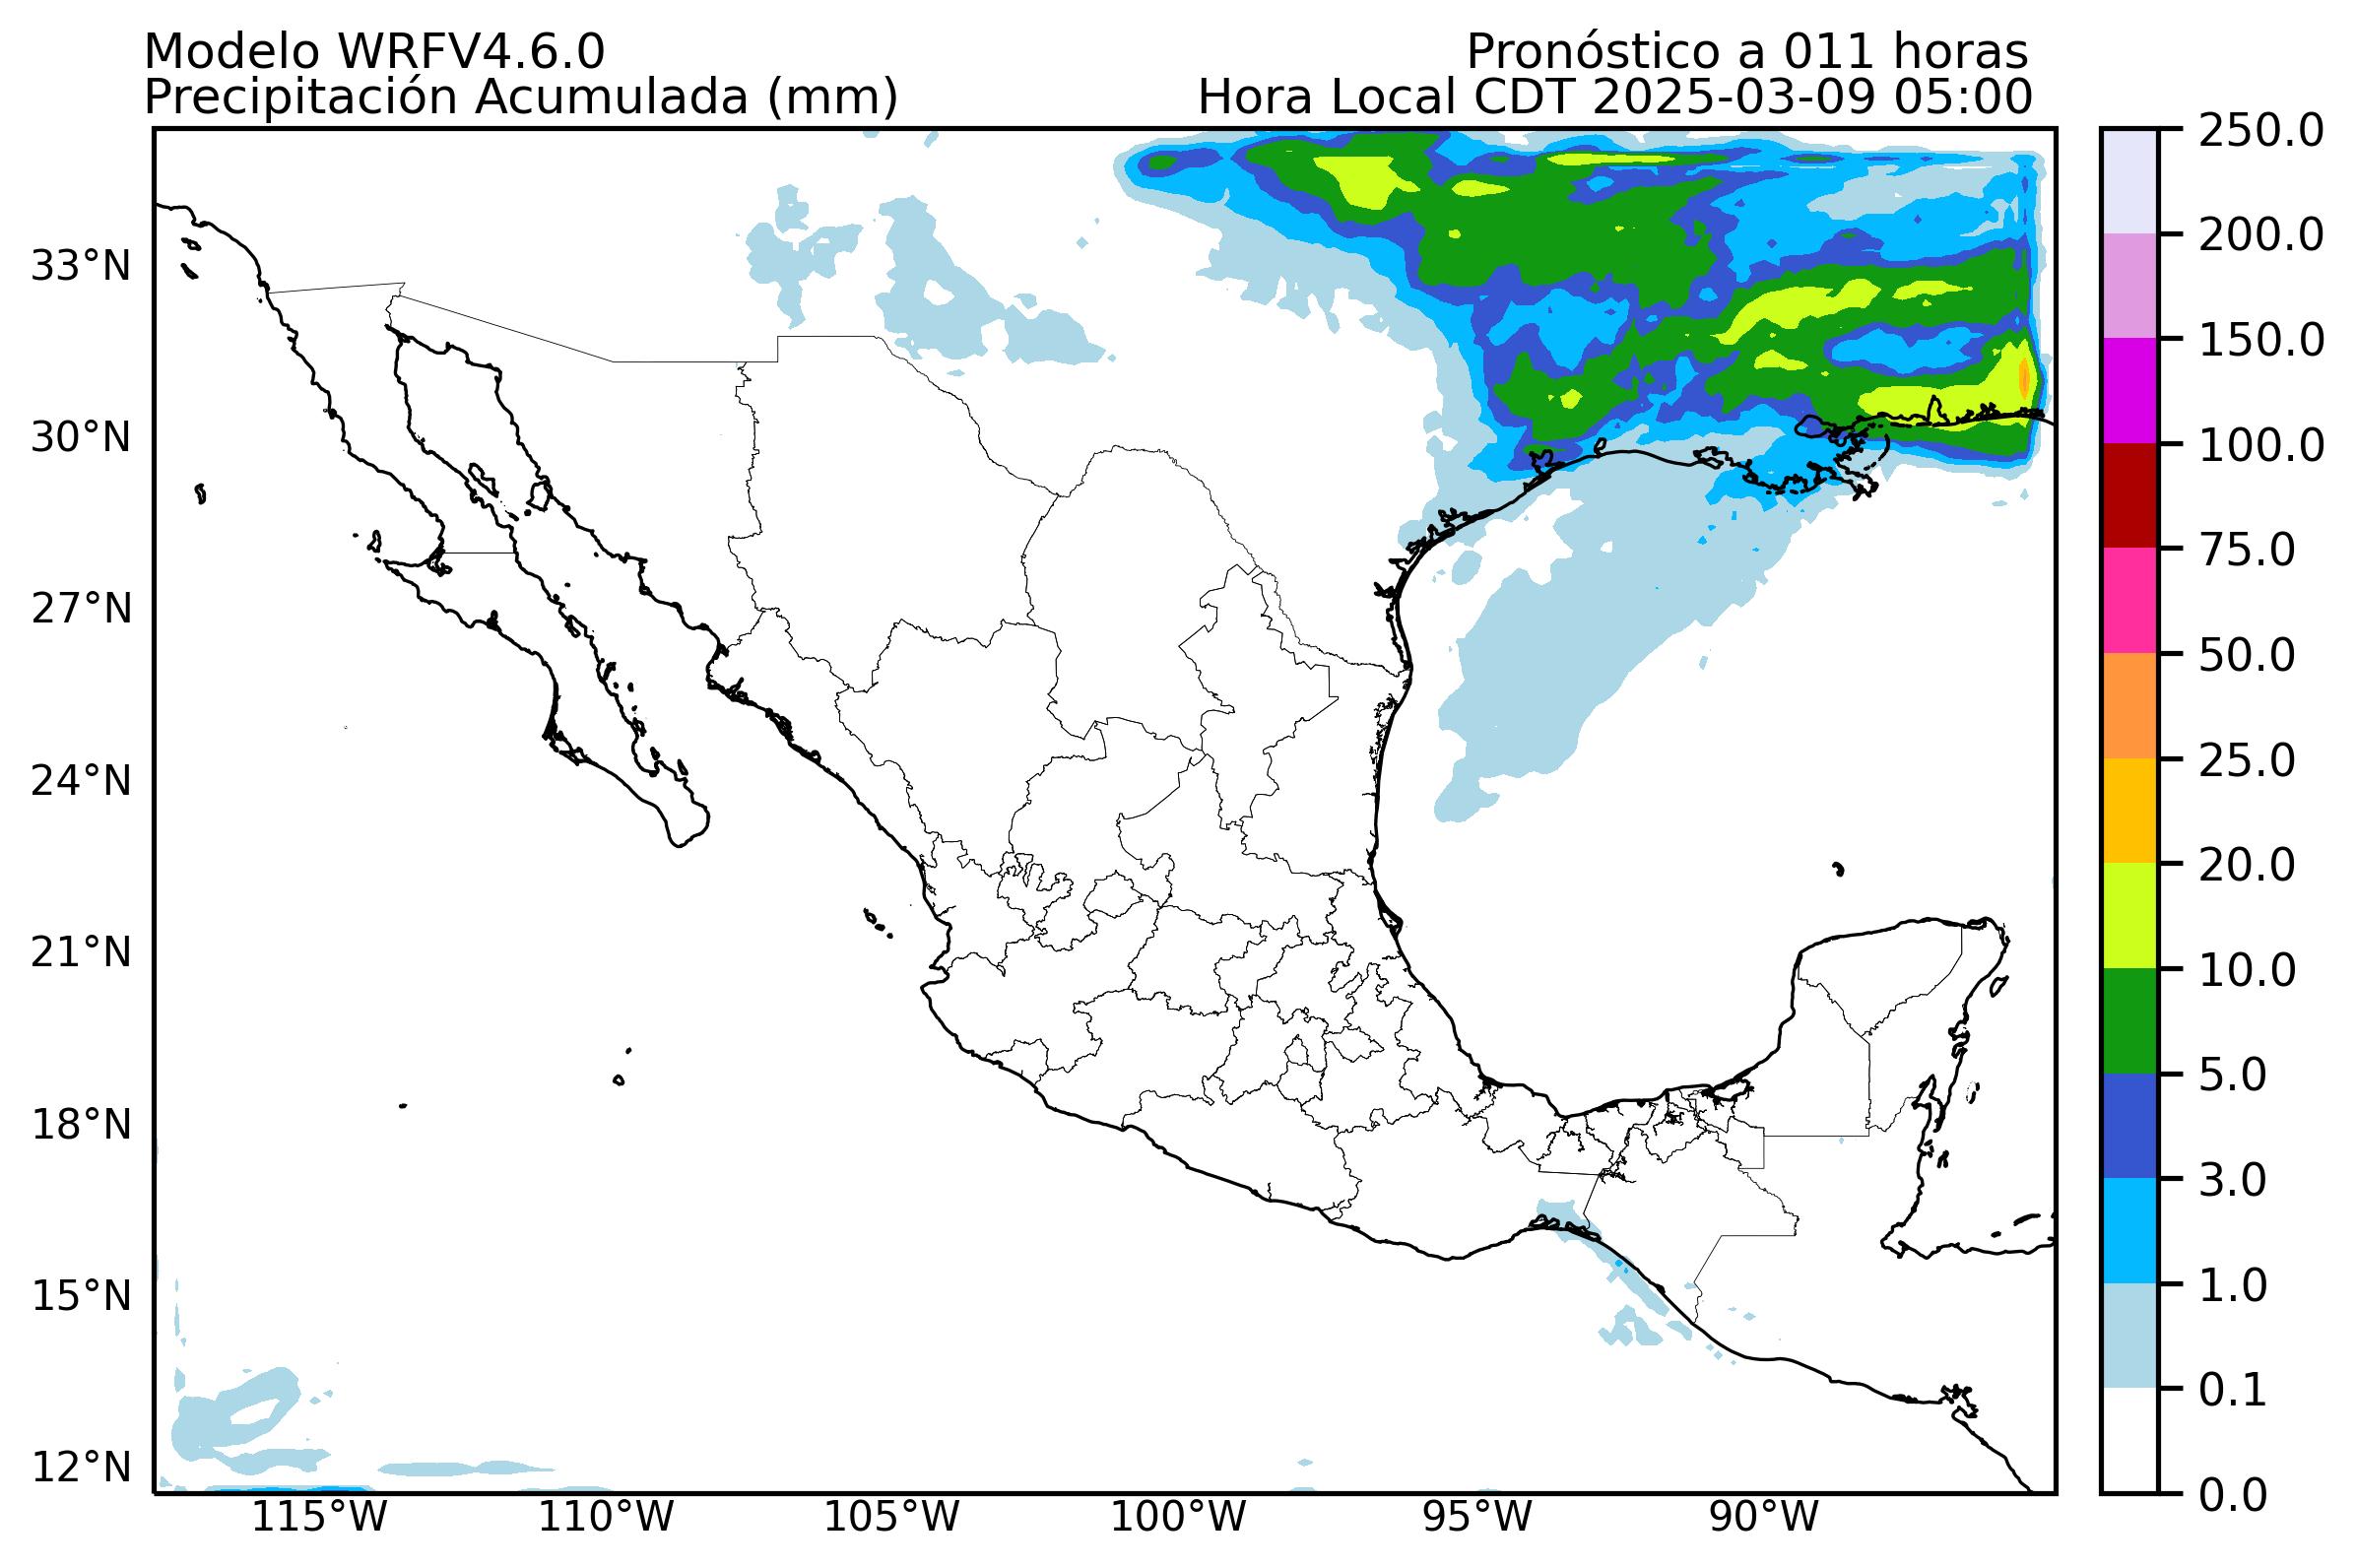 Modelo WRFV4.6.0
Pronóstico a 011 horas
Precipitación Acumulada (mm)
Hora Local CDT 2025-03-09 05:00
33°N
30°N
27°N
24°N
21°N
18°N
15°N
12°N
115°W
110°W
105°W
100°W
95°W
90°W
250.0
200.0
150.0
100.0
75.0
50.0
25.0
20.0
10.0
5.0
3.0
1.0
0.1
0.0